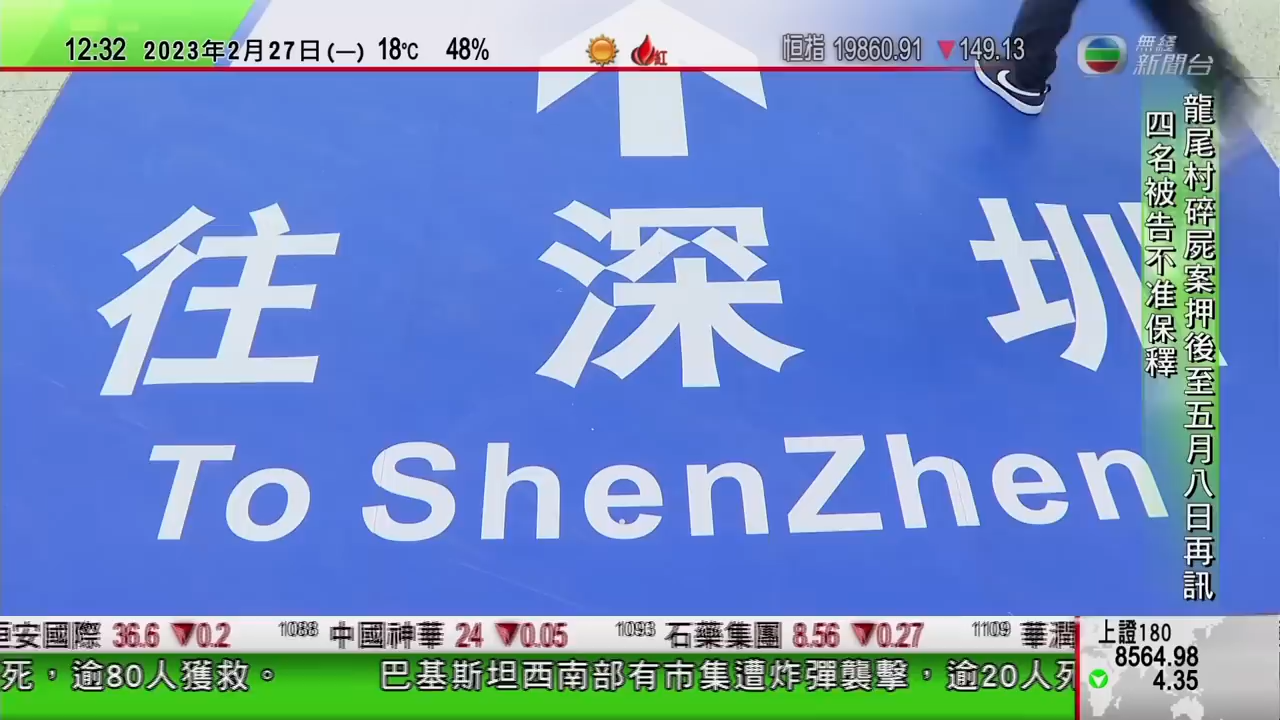 12:32 2023年2月27日(一) 18℃ 48% 紅 恒指 19860.91 ▼149.13
無綫新聞台
龍尾村碎屍案押後至五月八日再訊
四名被告不准保釋
往深圳
To ShenZhen
安國際 36.6 ▼0.2 1088 中國神華 24 ▼0.05 1093 石藥集團 8.56 ▼0.27 1109 華潤
上證180
8564.98
4.35
死，逾80人獲救。 巴基斯坦西南部有市集遭炸彈襲擊，逾20人死